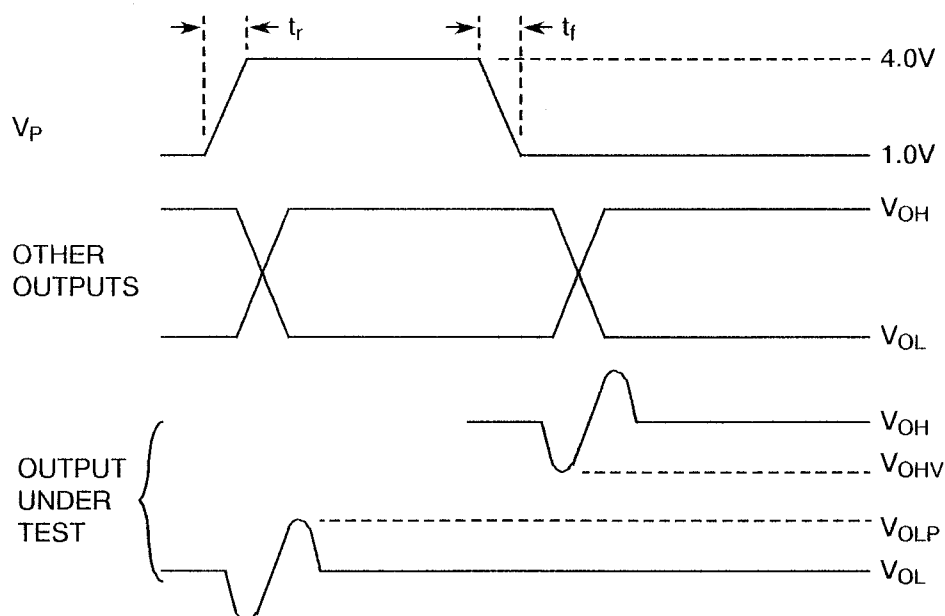 t_r
t_f
4.0V
V_P
1.0V
V_OH
OTHER
OUTPUTS
V_OL
V_OH
OUTPUT
UNDER
TEST
V_OHV
V_OLP
V_OL